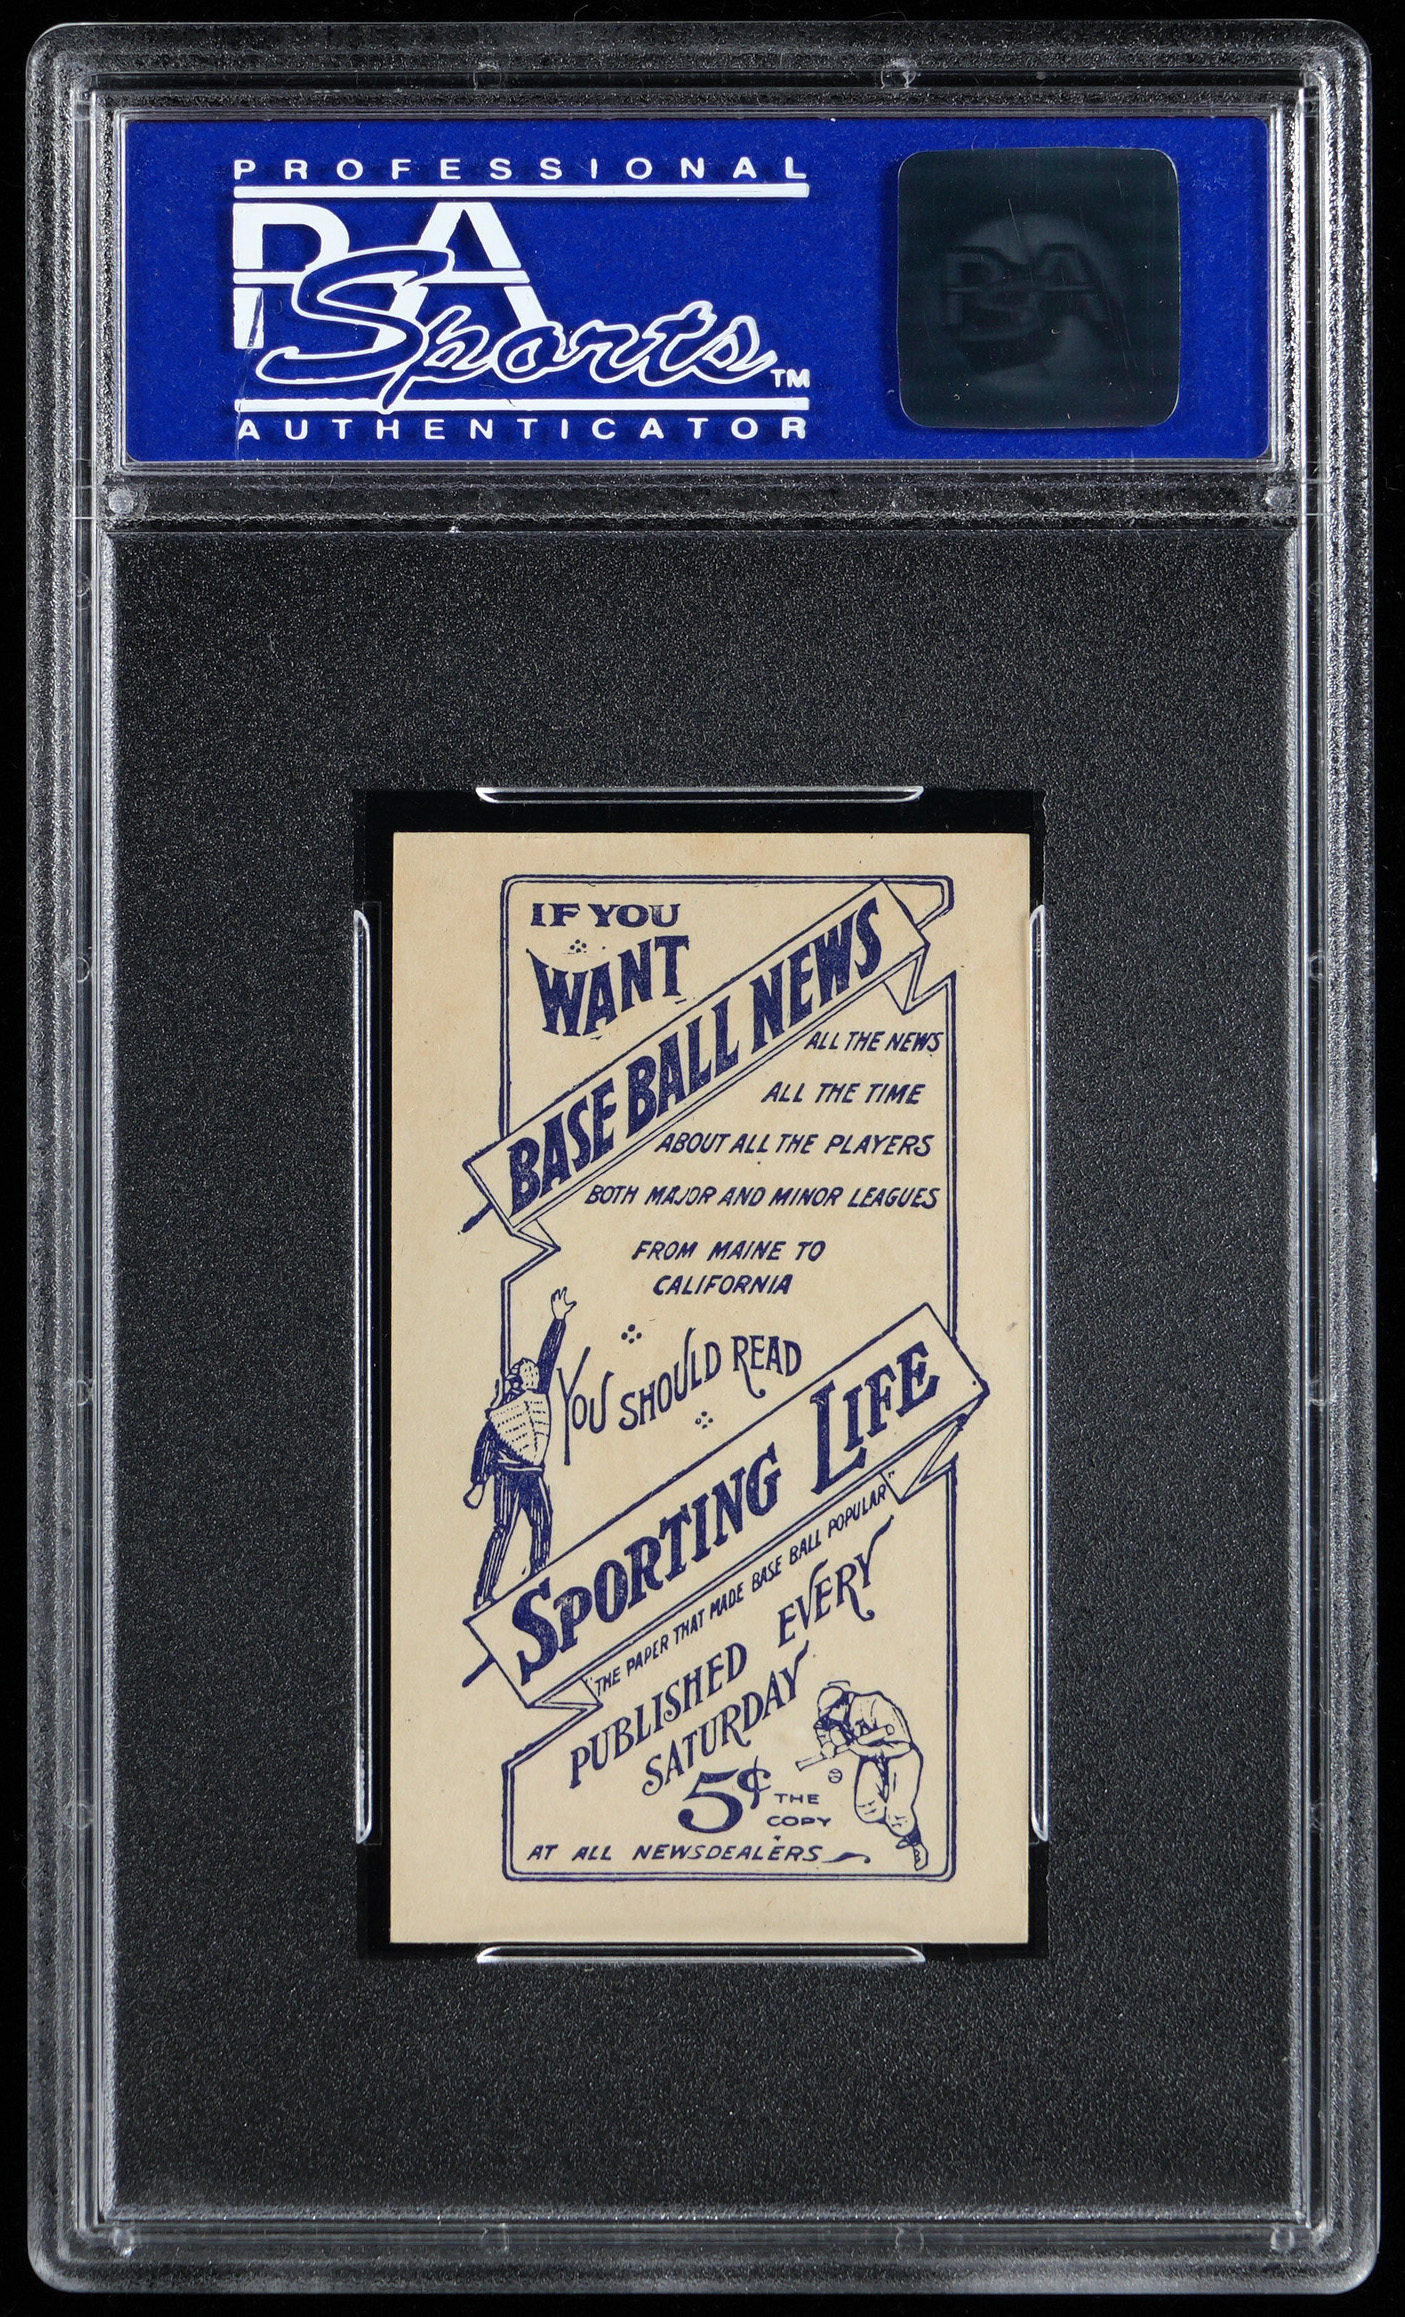 PROFESSIONAL
PSA
Sports TM
AUTHENTICATOR
PSA
IF YOU
WANT
BASE BALL NEWS
ALL THE NEWS
ALL THE TIME
ABOUT ALL THE PLAYERS
BOTH MAJOR AND MINOR LEAGUES
FROM MAINE TO
CALIFORNIA
YOU SHOULD READ
SPORTING LIFE
"THE PAPER THAT MADE BASE BALL POPULAR"
PUBLISHED EVERY
SATURDAY
5¢ THE
COPY
AT ALL NEWSDEALERS